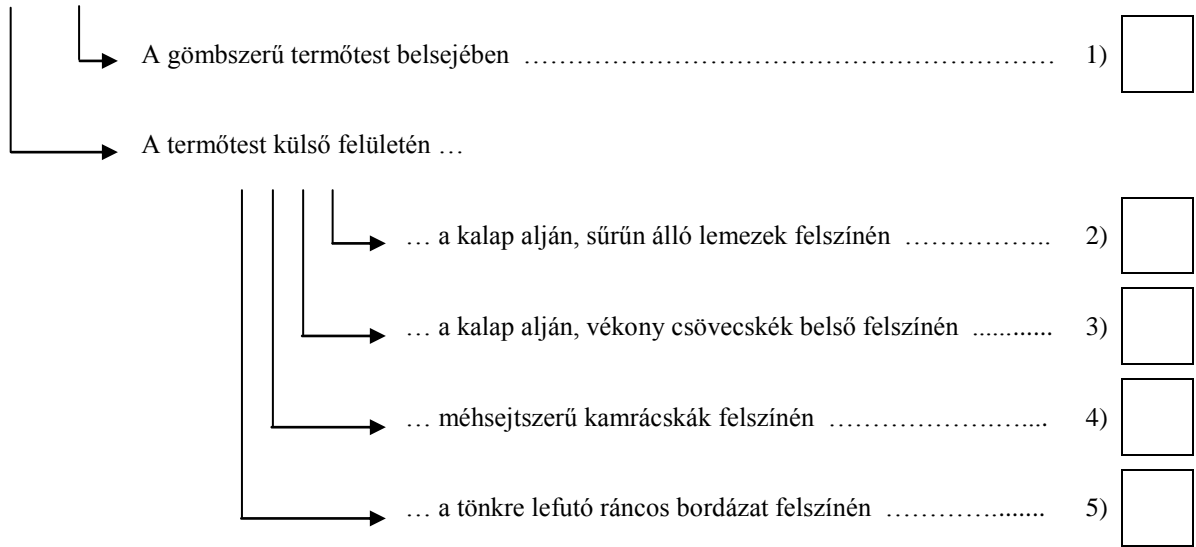 A gömbszerű termőtest belsejében ………………………………………………………… 1)
A termőtest külső felületén …
… a kalap alján, sűrűn álló lemezek felszínén …………….. 2)
… a kalap alján, vékony csövecskék belső felszínén ............ 3)
… méhsejtszerű kamrácskák felszínén …………………….... 4)
… a tönkre lefutó ráncos bordázat felszínén …………........ 5)